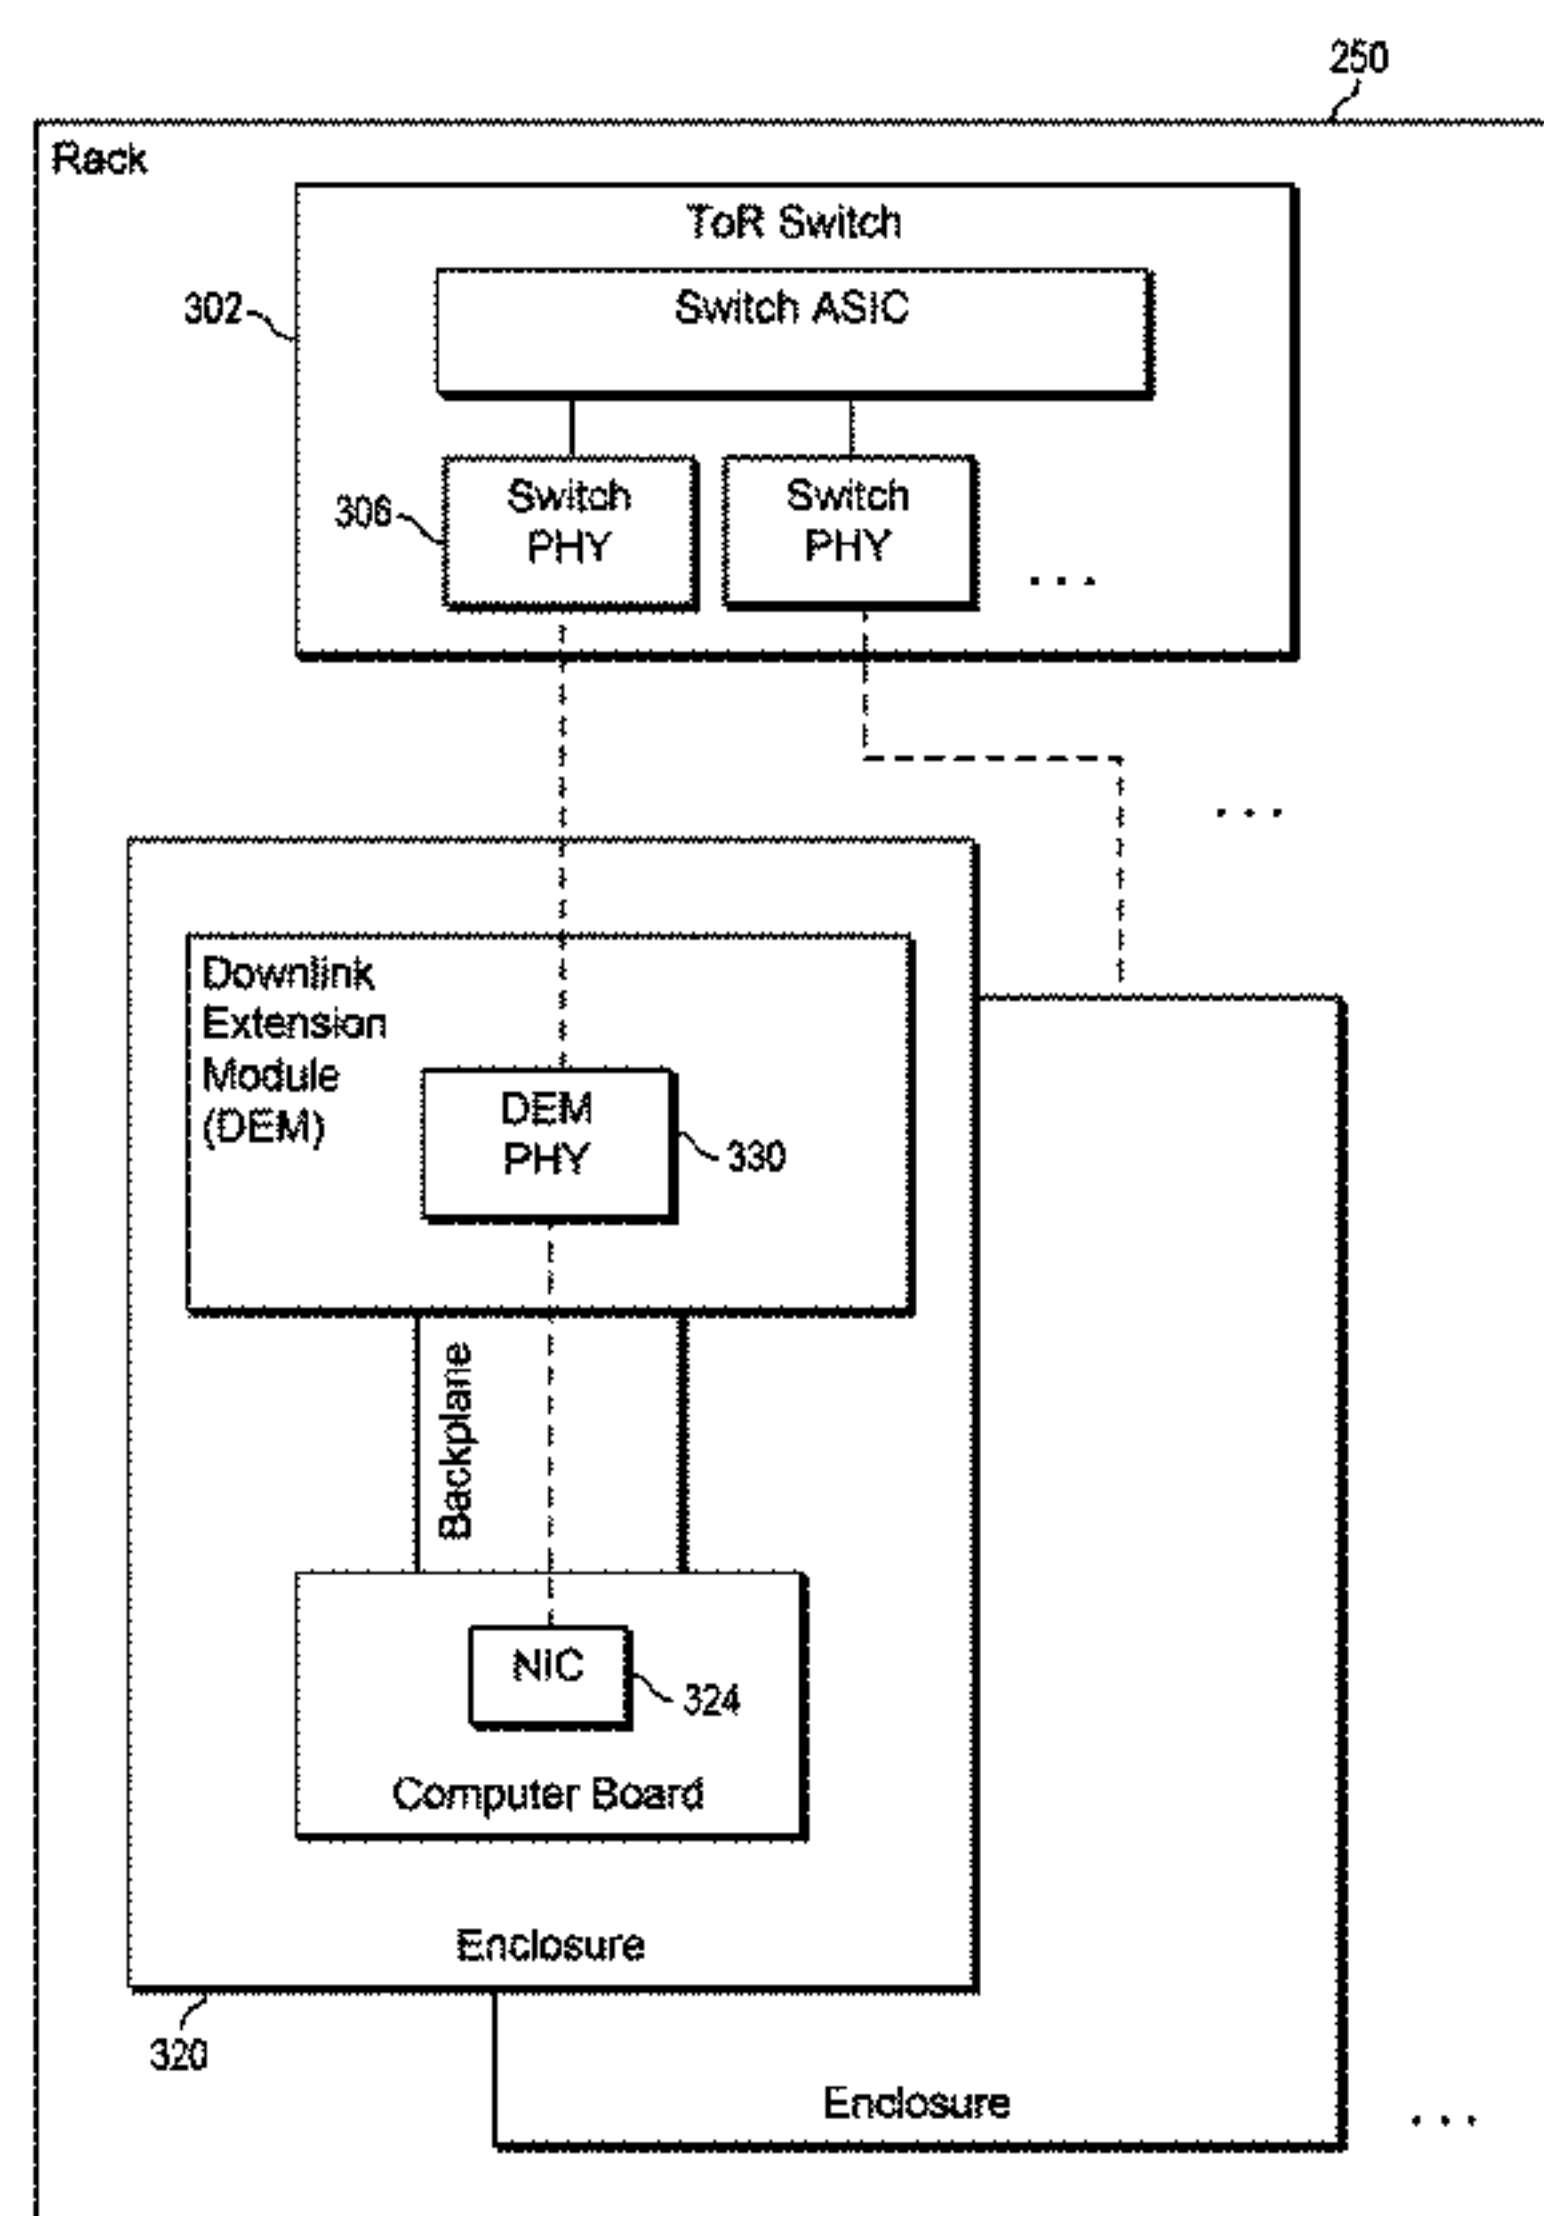 250
Rack
ToR Switch
Switch ASIC
302
Switch
PHY
306
Switch
PHY
...
...
Downlink
Extension
Module
(DEM)
DEM
PHY
330
Backplane
NIC
324
Computer Board
Enclosure
320
Enclosure
...